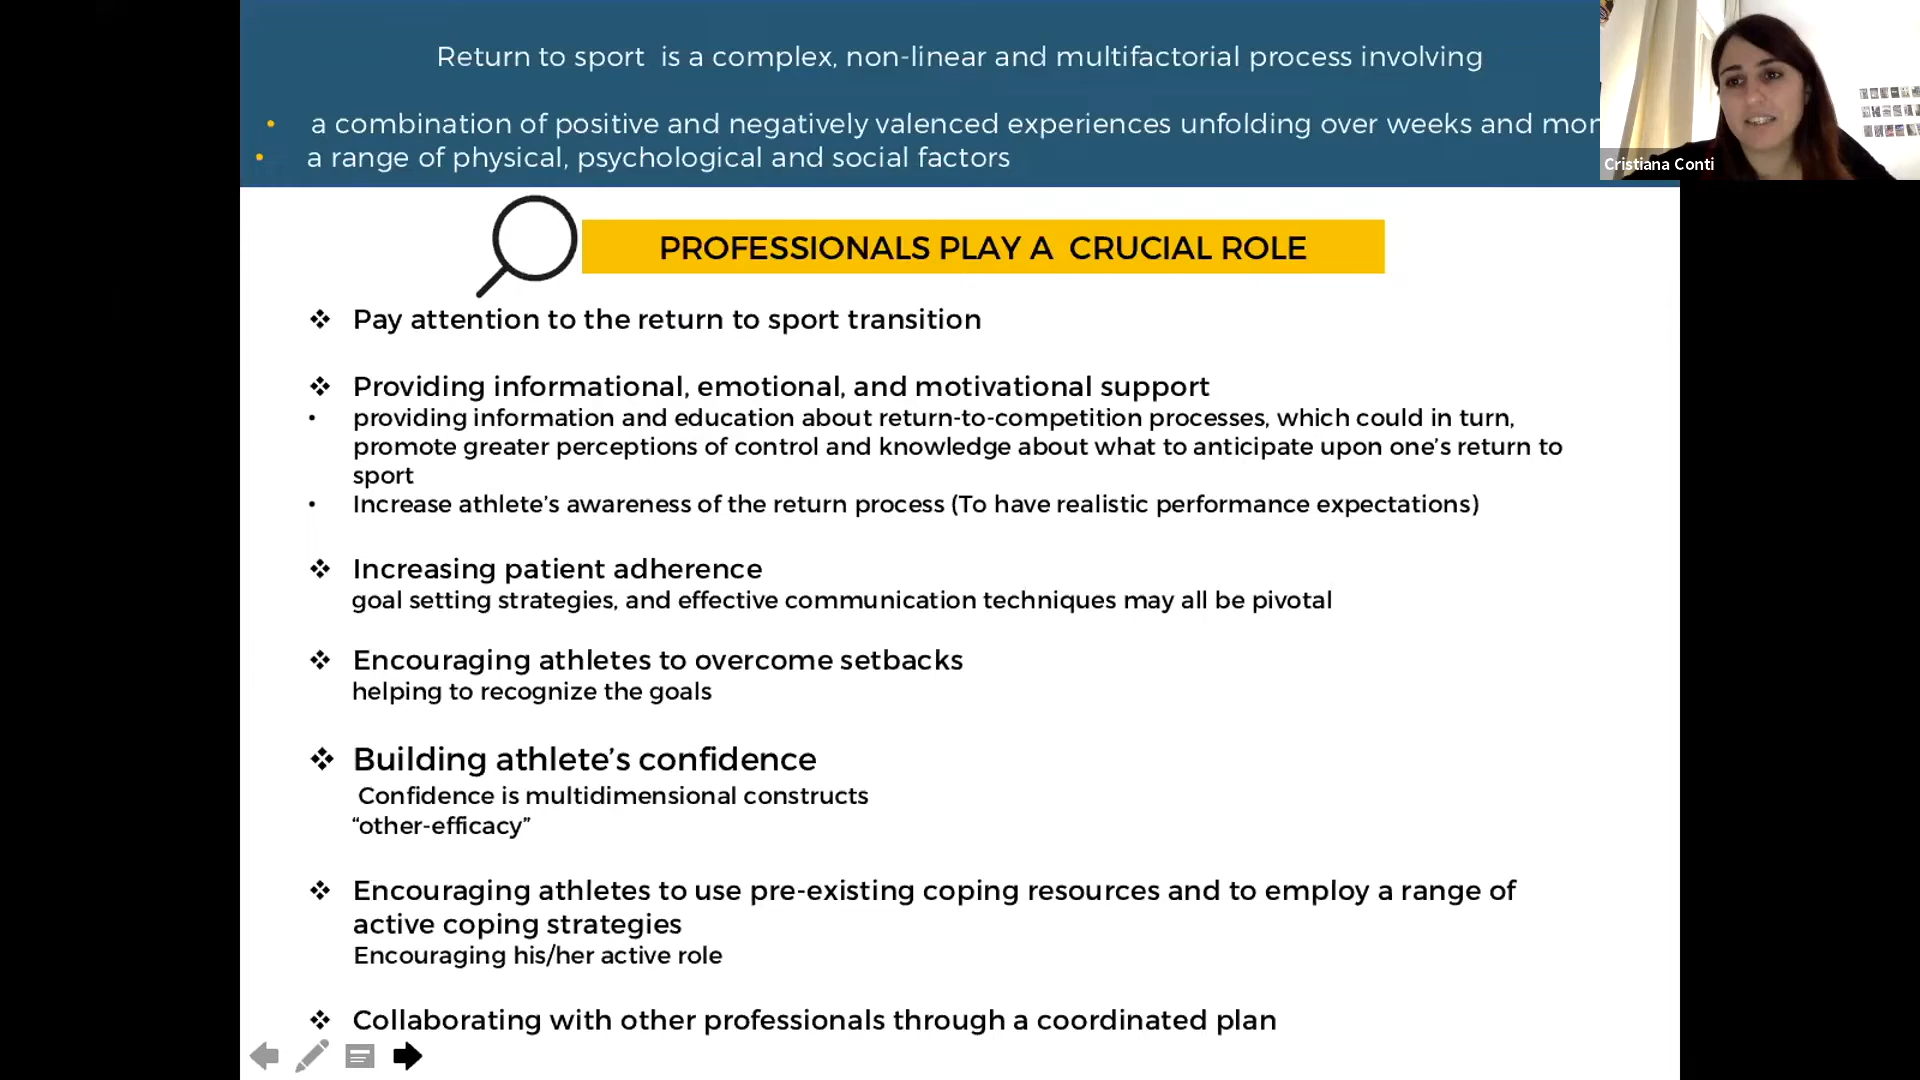 Return to sport is a complex, non-linear and multifactorial process involving
• a combination of positive and negatively valenced experiences unfolding over weeks and
• a range of physical, psychological and social factors
Cristiana Conti
PROFESSIONALS PLAY A CRUCIAL ROLE
❖ Pay attention to the return to sport transition
❖ Providing informational, emotional, and motivational support
• providing information and education about return-to-competition processes, which could in turn,
promote greater perceptions of control and knowledge about what to anticipate upon one’s return to
sport
• Increase athlete’s awareness of the return process (To have realistic performance expectations)
❖ Increasing patient adherence
goal setting strategies, and effective communication techniques may all be pivotal
❖ Encouraging athletes to overcome setbacks
helping to recognize the goals
❖ Building athlete’s confidence
Confidence is multidimensional constructs
“other-efficacy”
❖ Encouraging athletes to use pre-existing coping resources and to employ a range of
active coping strategies
Encouraging his/her active role
❖ Collaborating with other professionals through a coordinated plan